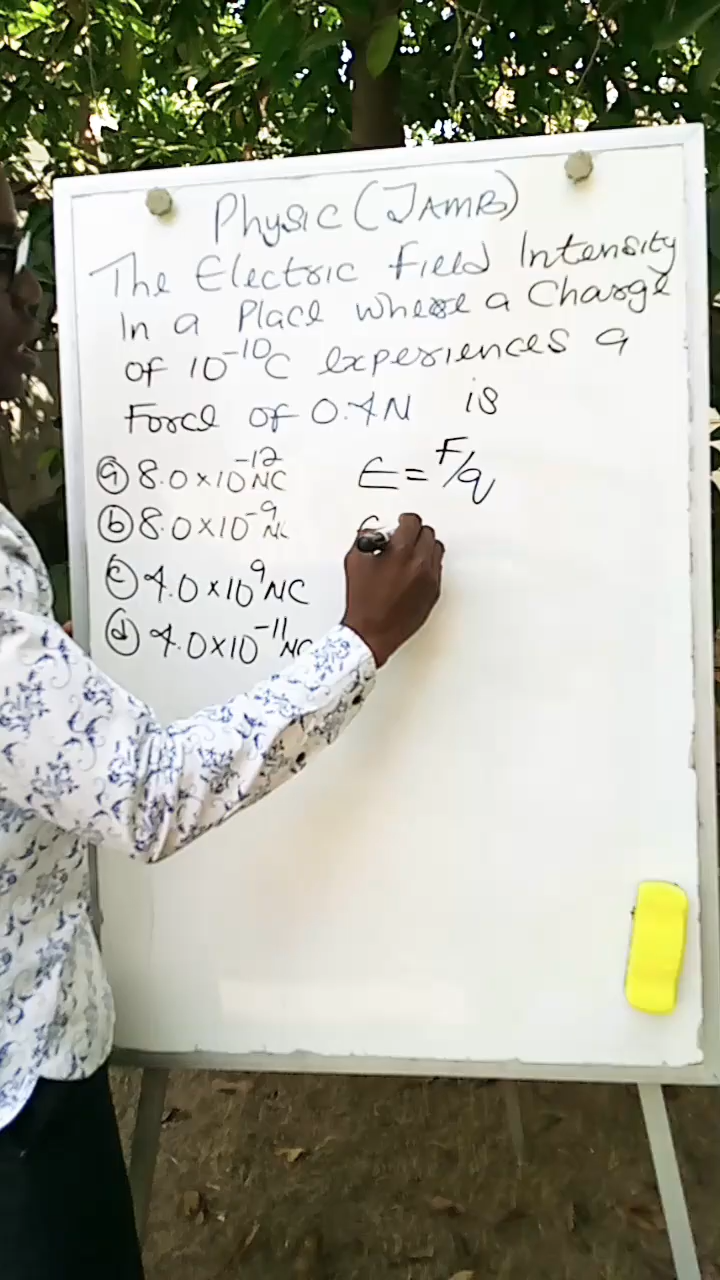 Physic (JAMB)
The Electric Field Intensity
In a Place where a Charge
of 10⁻¹⁰C experiences a
Force of 0.4N is
(a) 8.0×10⁻¹²NC
(b) 8.0×10⁻⁹NC
(c) 4.0×10⁹NC
(d) 4.0×10⁻¹¹NC
E = F/q